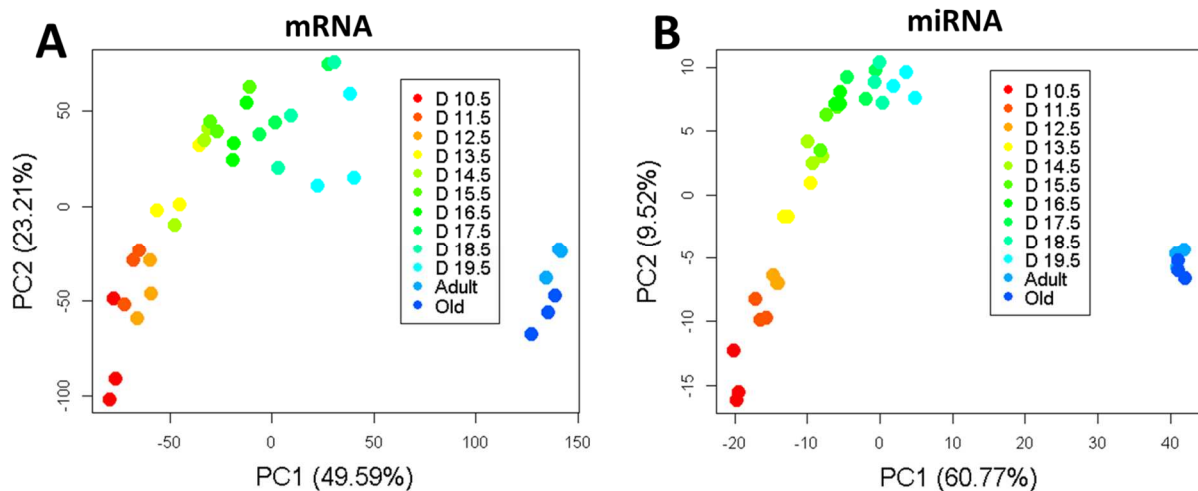 A
mRNA
PC2 (23.21%)
50
0
-50
-100
D 10.5
D 11.5
D 12.5
D 13.5
D 14.5
D 15.5
D 16.5
D 17.5
D 18.5
D 19.5
Adult
Old
-50
0
50
100
150
PC1 (49.59%)
B
miRNA
PC2 (9.52%)
10
5
0
-5
-10
-15
D 10.5
D 11.5
D 12.5
D 13.5
D 14.5
D 15.5
D 16.5
D 17.5
D 18.5
D 19.5
Adult
Old
-20
-10
0
10
20
30
40
PC1 (60.77%)